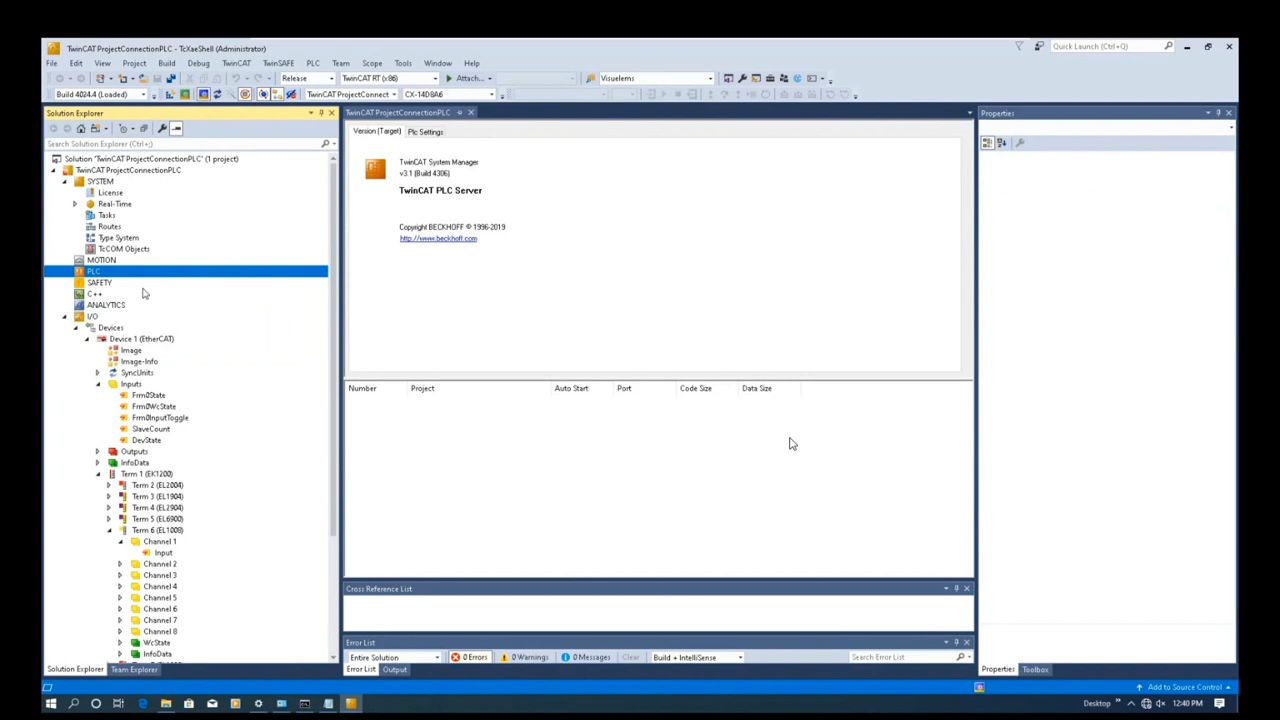 TwinCAT ProjectConnectionPLC - TcXaeShell (Administrator)
Quick Launch (Ctrl+Q)
File Edit View Project Build Debug TwinCAT TwinSAFE PLC Team Scope Tools Window Help
Release TwinCAT RT (x86) Attach... Visuelems
Build 4024.4 (Loaded) TwinCAT ProjectConnect CX-14D8A6
Solution Explorer
TwinCAT ProjectConnectionPLC
Properties
Search Solution Explorer (Ctrl+;)
Version (Target) Plc Settings
Solution 'TwinCAT ProjectConnectionPLC' (1 project)
TwinCAT ProjectConnectionPLC
SYSTEM
License
Real-Time
Tasks
Routes
Type System
TcCOM Objects
MOTION
PLC
SAFETY
C++
ANALYTICS
I/O
Devices
Device 1 (EtherCAT)
Image
Image-Info
SyncUnits
Inputs
Frm0State
Frm0WcState
Frm0InputToggle
SlaveCount
DevState
Outputs
InfoData
Term 1 (EK1200)
Term 2 (EL2004)
Term 3 (EL1904)
Term 4 (EL2904)
Term 5 (EL6900)
Term 6 (EL1008)
Channel 1
Input
Channel 2
Channel 3
Channel 4
Channel 5
Channel 6
Channel 7
Channel 8
WcState
InfoData
TwinCAT System Manager
v3.1 (Build 4306)
TwinCAT PLC Server
Copyright BECKHOFF © 1996-2019
http://www.beckhoff.com
Number Project Auto Start Port Code Size Data Size
Cross Reference List
Error List
Entire Solution 0 Errors 0 Warnings 0 Messages Clear Build + IntelliSense Search Error List
Solution Explorer Team Explorer
Error List Output
Properties Toolbox
Add to Source Control
Desktop 12:40 PM